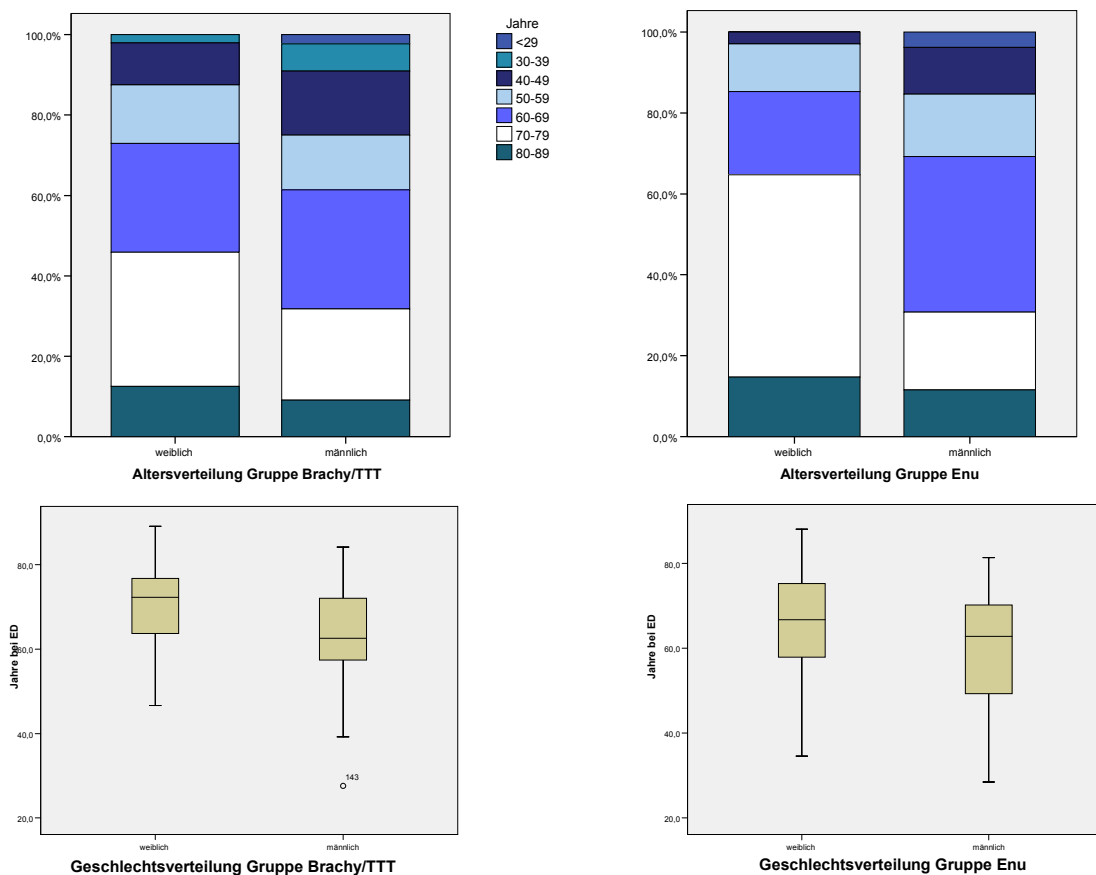 Jahre
<29
30-39
40-49
50-59
60-69
70-79
80-89
100,0%
80,0%
60,0%
40,0%
20,0%
0,0%
weiblich männlich
Altersverteilung Gruppe Brachy/TTT
100,0%
80,0%
60,0%
40,0%
20,0%
0,0%
weiblich männlich
Altersverteilung Gruppe Enu
Jahre bei ED
80,0
60,0
40,0
20,0
143
weiblich männlich
Geschlechtsverteilung Gruppe Brachy/TTT
Jahre bei ED
80,0
60,0
40,0
20,0
weiblich männlich
Geschlechtsverteilung Gruppe Enu